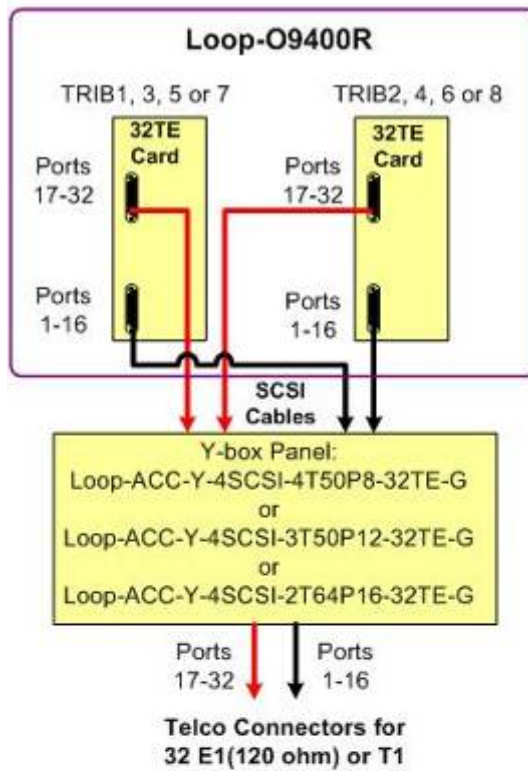 Loop-O9400R
TRIB1, 3, 5 or 7
32TE
Card
Ports
17-32
Ports
1-16
TRIB2, 4, 6 or 8
32TE
Card
Ports
17-32
Ports
1-16
SCSI
Cables
Y-box Panel:
Loop-ACC-Y-4SCSI-4T50P8-32TE-G
or
Loop-ACC-Y-4SCSI-3T50P12-32TE-G
or
Loop-ACC-Y-4SCSI-2T64P16-32TE-G
Ports
17-32
Ports
1-16
Telco Connectors for
32 E1(120 ohm) or T1